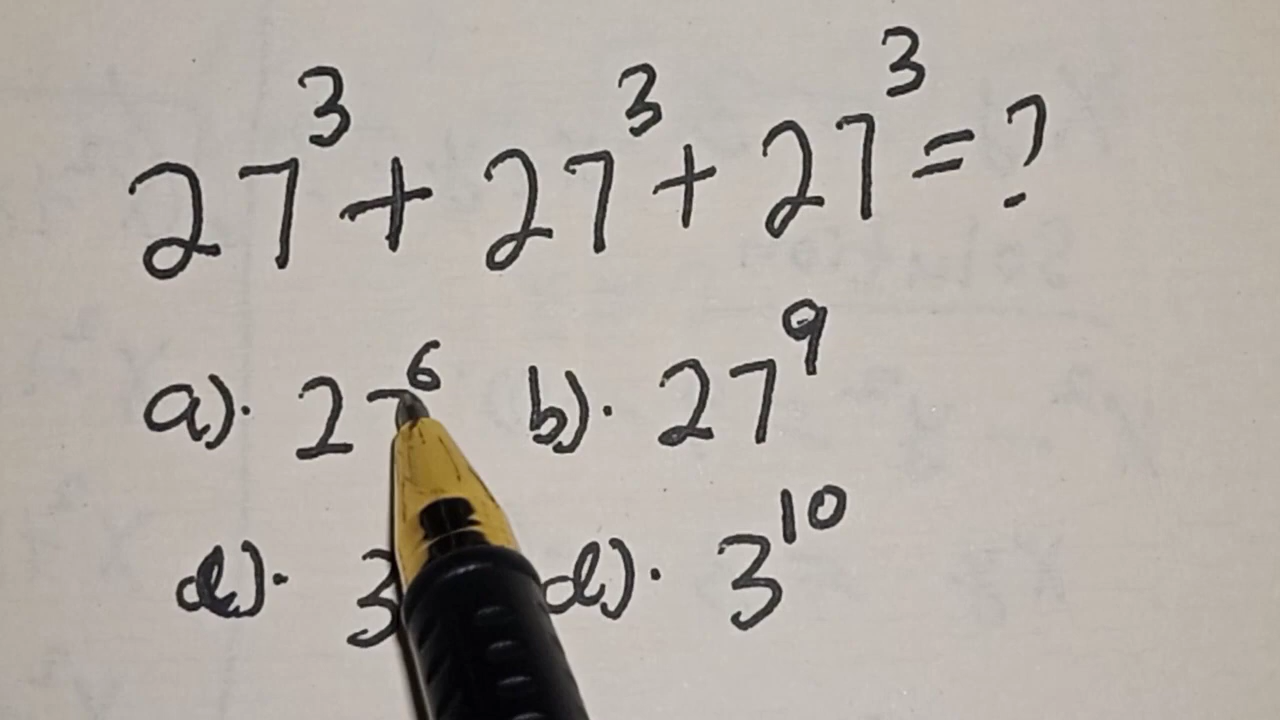 27³ + 27³ + 27³ = ?
a). 27⁶ b). 27⁹
c). 3 d). 3¹⁰